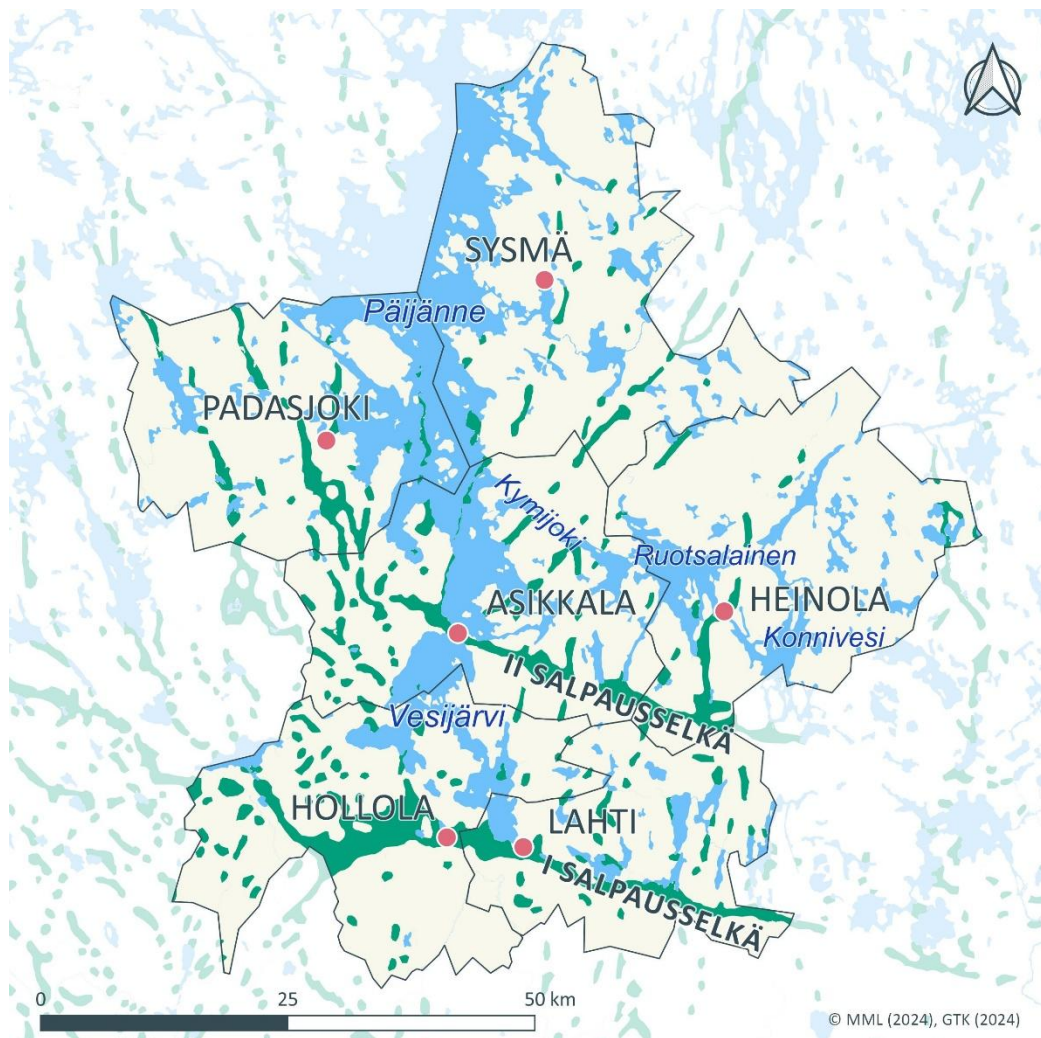 SYSMÄ
Päijänne
PADASJOKI
Kymijoki
Ruotsalainen
ASIKKALA
HEINOLA
Konnivesi
II SALPAUSSELKÄ
Vesijärvi
HOLLOLA
LAHTI
I SALPAUSSELKÄ
0 25 50 km
© MML (2024), GTK (2024)